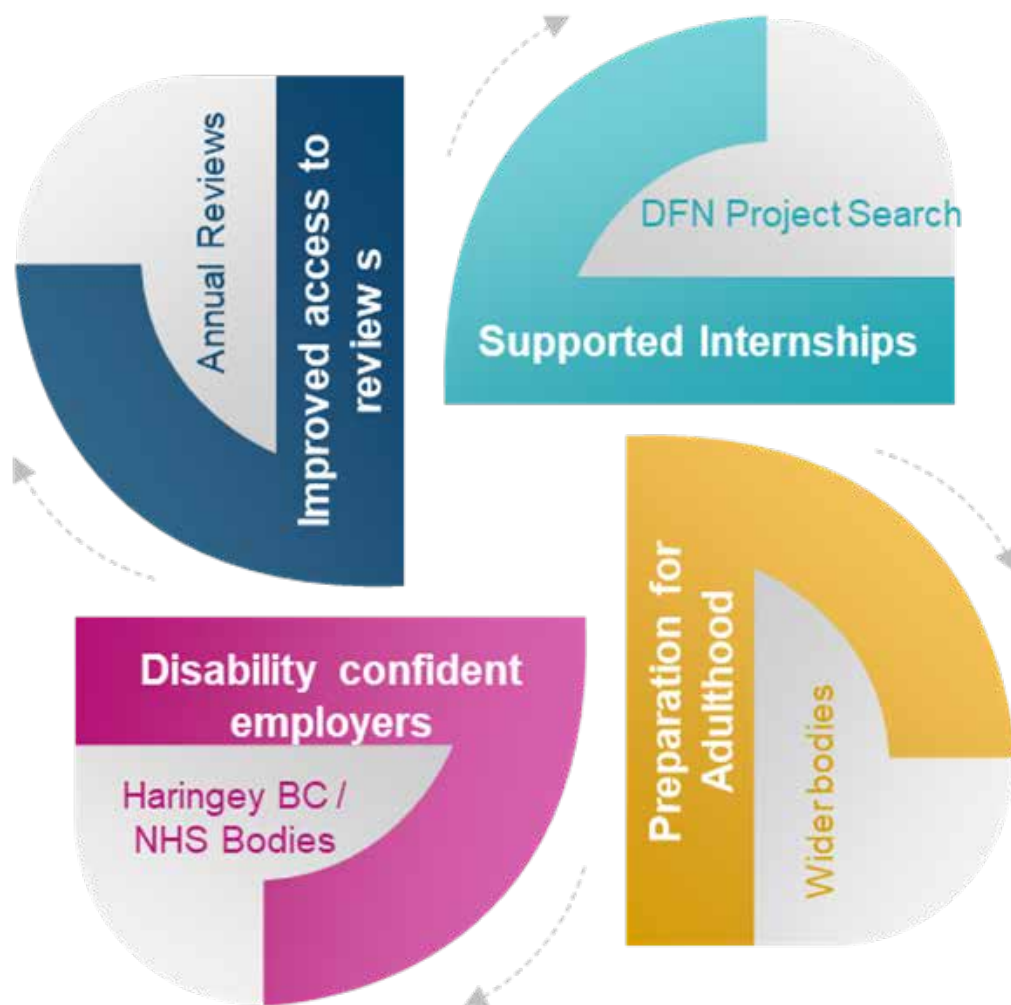 Annual Reviews
Improved access to
review s
DFN Project Search
Supported Internships
Preparation for
Adulthood
Wider bodies
Disability confident
employers
Haringey BC /
NHS Bodies